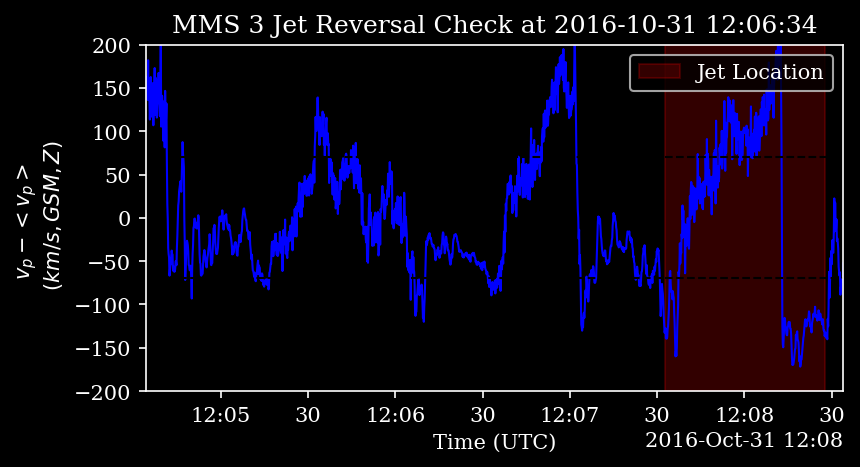 MMS 3 Jet Reversal Check at 2016-10-31 12:06:34
Jet Location
200
150
100
50
0
−50
−100
−150
−200
v_p − < v_p >
(km/s, GSM, Z)
12:05 30 12:06 30 12:07 30 12:08 30
Time (UTC)
2016-Oct-31 12:08